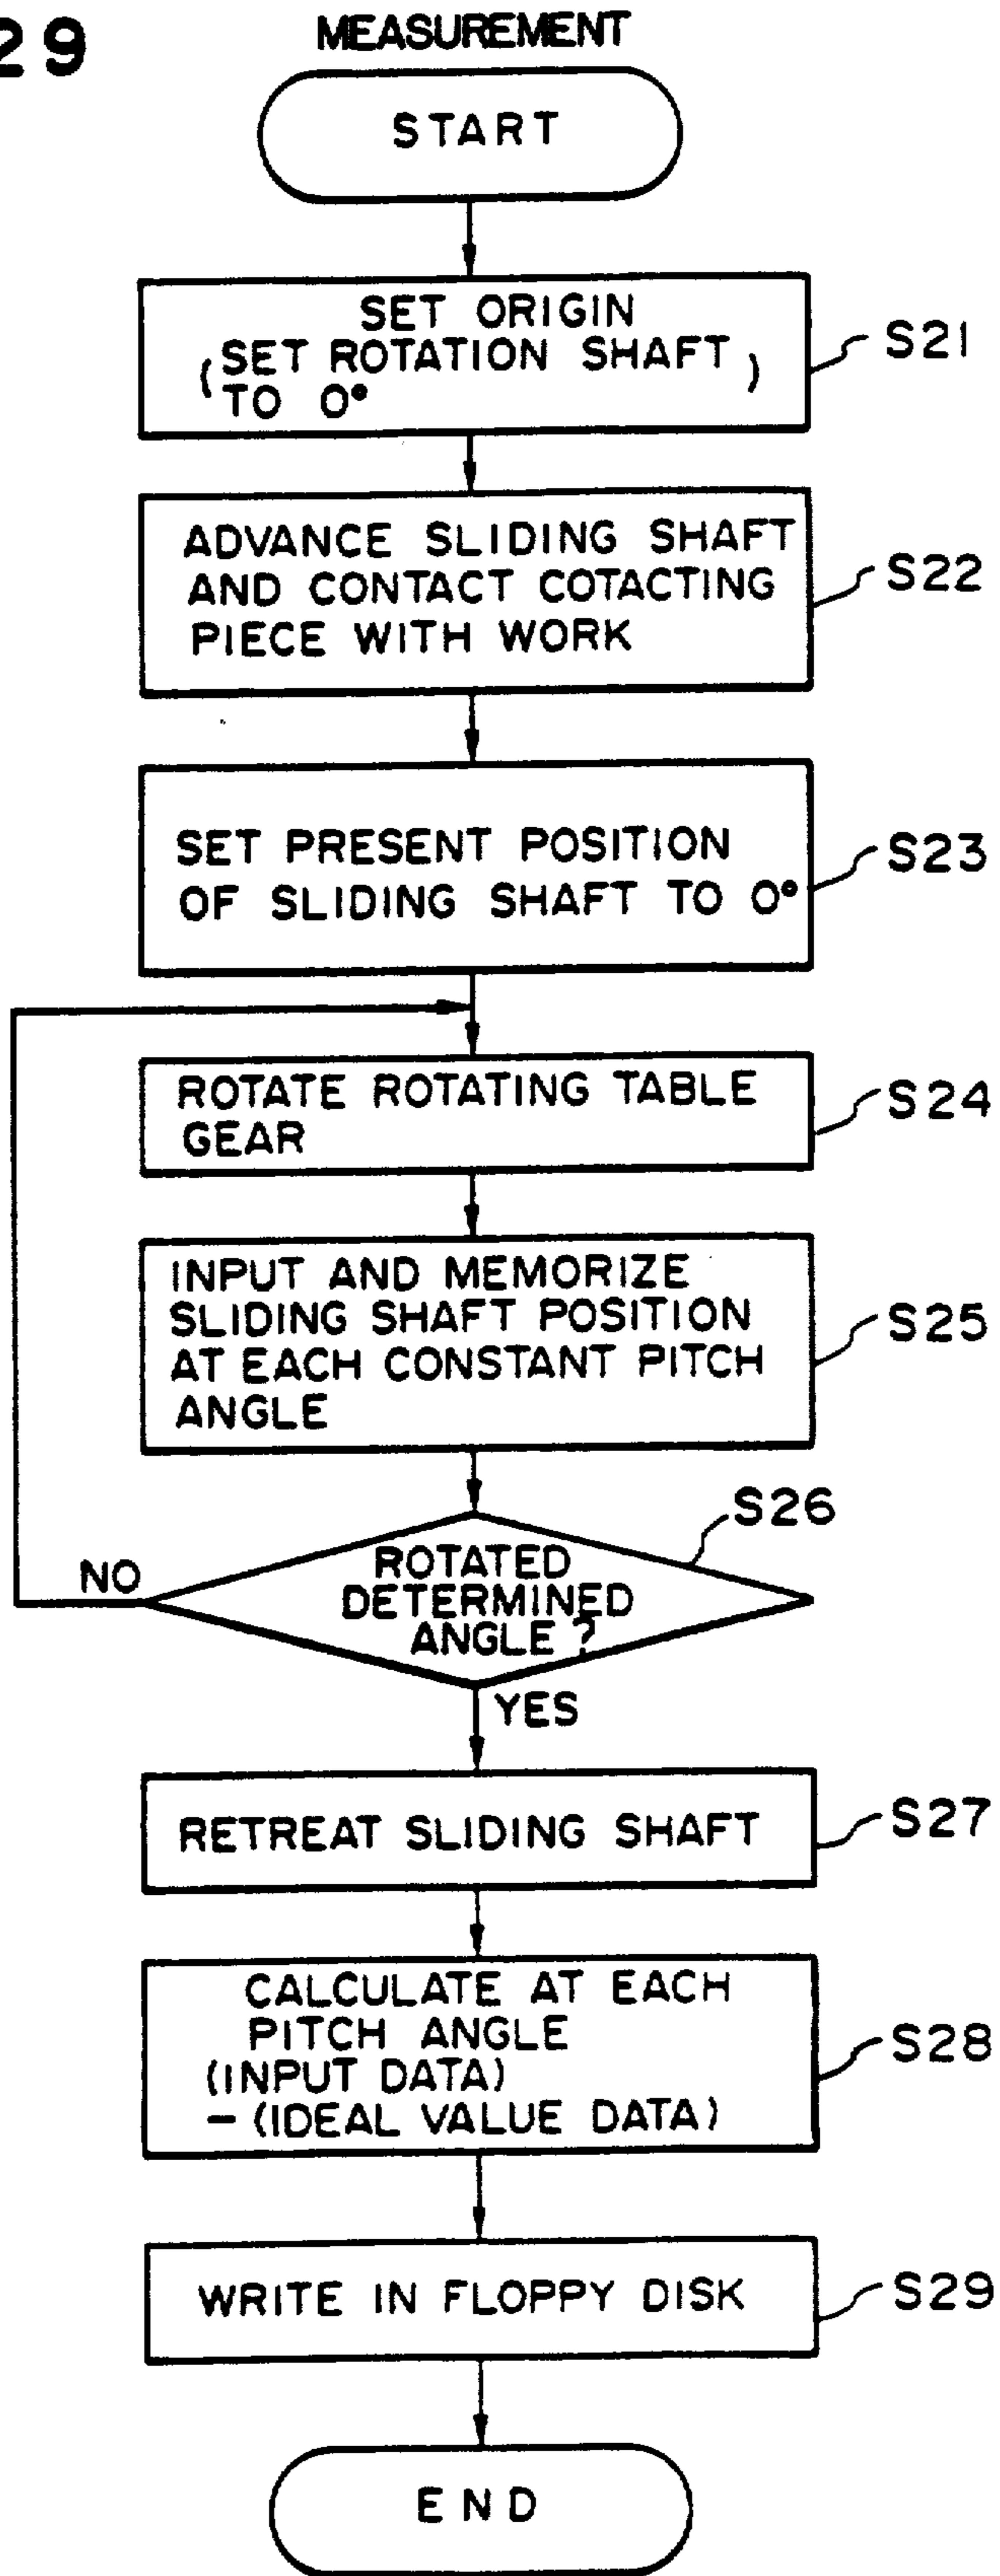 29
MEASUREMENT
START
SET ORIGIN
(SET ROTATION SHAFT
TO 0°)
S21
ADVANCE SLIDING SHAFT
AND CONTACT COTACTING
PIECE WITH WORK
S22
SET PRESENT POSITION
OF SLIDING SHAFT TO 0°
S23
ROTATE ROTATING TABLE
GEAR
S24
INPUT AND MEMORIZE
SLIDING SHAFT POSITION
AT EACH CONSTANT PITCH
ANGLE
S25
S26
ROTATED
DETERMINED
ANGLE?
NO
YES
RETREAT SLIDING SHAFT
S27
CALCULATE AT EACH
PITCH ANGLE
(INPUT DATA)
- (IDEAL VALUE DATA)
S28
WRITE IN FLOPPY DISK
S29
END